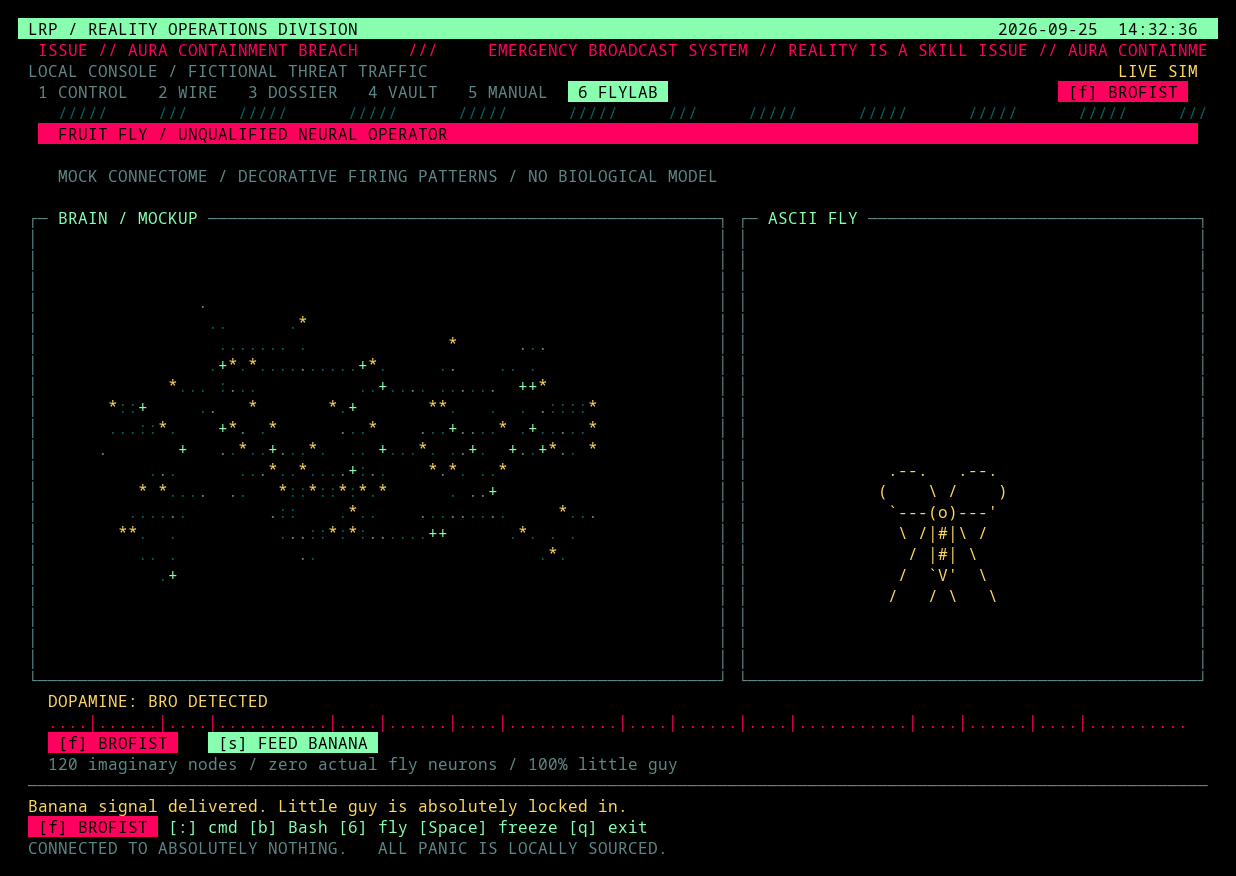 LRP / REALITY OPERATIONS DIVISION 2026-09-25 14:32:36
ISSUE // AURA CONTAINMENT BREACH /// EMERGENCY BROADCAST SYSTEM // REALITY IS A SKILL ISSUE // AURA CONTAINME
LOCAL CONSOLE / FICTIONAL THREAT TRAFFIC LIVE SIM
1 CONTROL 2 WIRE 3 DOSSIER 4 VAULT 5 MANUAL 6 FLYLAB [f] BROFIST
FRUIT FLY / UNQUALIFIED NEURAL OPERATOR
MOCK CONNECTOME / DECORATIVE FIRING PATTERNS / NO BIOLOGICAL MODEL
BRAIN / MOCKUP ASCII FLY
DOPAMINE: BRO DETECTED
[f] BROFIST [s] FEED BANANA
120 imaginary nodes / zero actual fly neurons / 100% little guy
Banana signal delivered. Little guy is absolutely locked in.
[f] BROFIST [:] cmd [b] Bash [6] fly [Space] freeze [q] exit
CONNECTED TO ABSOLUTELY NOTHING. ALL PANIC IS LOCALLY SOURCED.